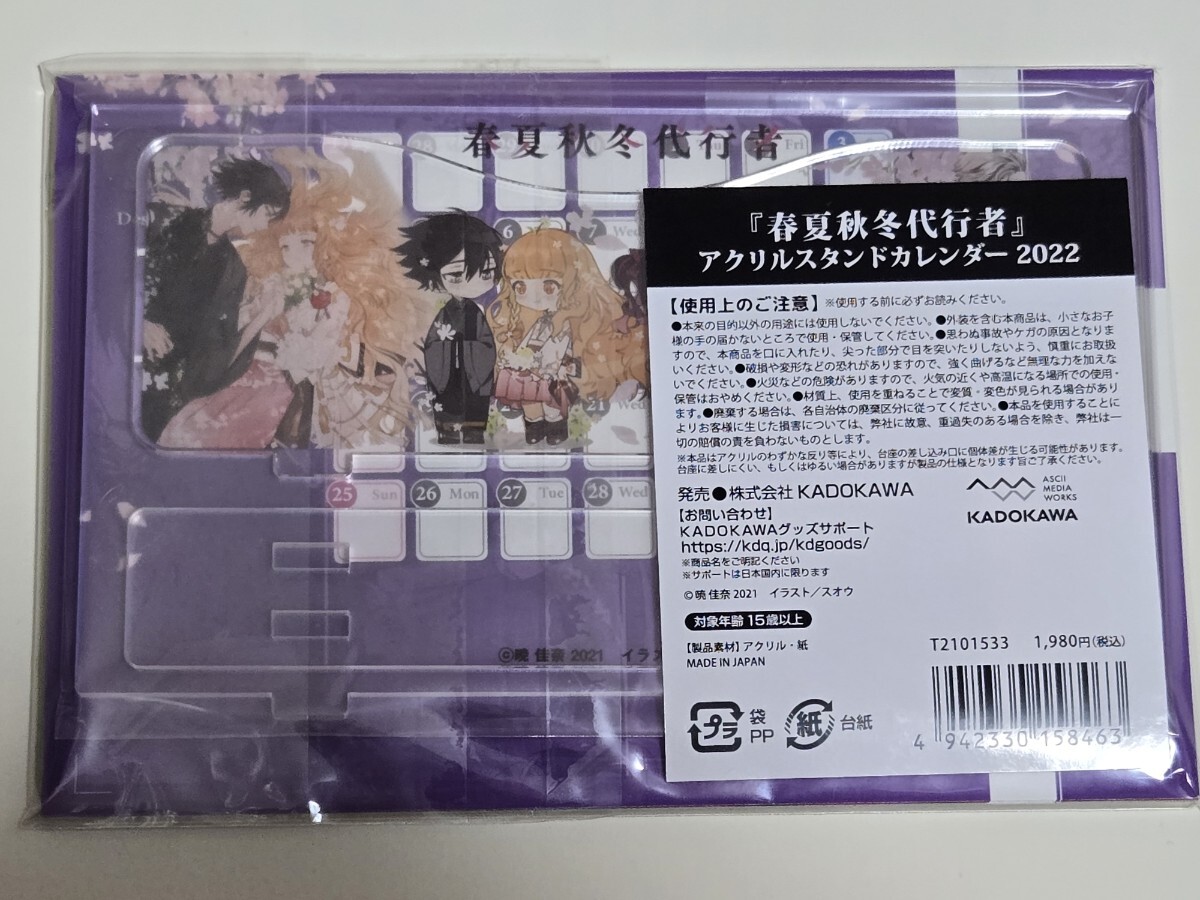 春夏秋冬代行者
Fri
3
6
7 Wed
21 Wed
25 Sun 26 Mon 27 Tue 28 Wed
©暁 佳奈 2021 イラス
『春夏秋冬代行者』
アクリルスタンドカレンダー 2022
【使用上のご注意】※使用する前に必ずお読みください。
●本来の目的以外の用途には使用しないでください。●外装を含む本商品は、小さなお子
様の手の届かないところで使用・保管してください。●思わぬ事故やケガの原因となりま
すので、本商品を口に入れたり、尖った部分で目を突いたりしないよう、慎重にお取扱
いください。●破損や変形などの恐れがありますので、強く曲げるなど無理な力を加えな
いでください。●火災などの危険がありますので、火気の近くや高温になる場所での使用・
保管はおやめください。●材質上、使用を重ねることで変質・変色が見られる場合があり
ます。●廃棄する場合は、各自治体の廃棄区分に従ってください。●本品を使用することに
よりお客様に生じた損害については、弊社に故意、重過失のある場合を除き、弊社は一
切の賠償の責を負わないものとします。
※本品はアクリルのわずかな反り等により、台座の差し込み口に個体差が生じる可能性があります。
台座に差しにくい、もしくはゆるい場合がありますが製品の仕様となります旨ご了承ください。
発売●株式会社 KADOKAWA
ASCII
MEDIA
WORKS
KADOKAWA
【お問い合わせ】
KADOKAWAグッズサポート
https://kdq.jp/kdgoods/
※商品名をご明記ください
※サポートは日本国内に限ります
©暁 佳奈 2021 イラスト／スオウ
対象年齢 15歳以上
【製品素材】アクリル・紙
MADE IN JAPAN
T2101533 1,980円(税込)
プラ 袋 PP
紙 台紙
4 942330 158463